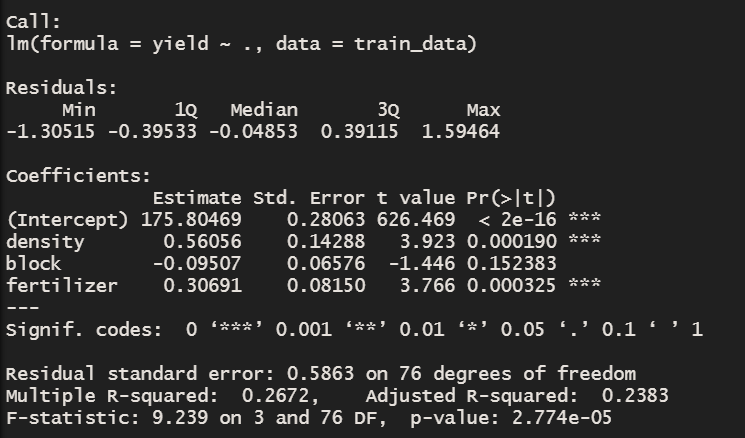 Call:
lm(formula = yield ~ ., data = train_data)
Residuals:
     Min       1Q   Median       3Q      Max
-1.30515 -0.39533 -0.04853  0.39115  1.59464
Coefficients:
             Estimate Std. Error t value Pr(>|t|)
(Intercept) 175.80469    0.28063 626.469  < 2e-16 ***
density       0.56056    0.14288   3.923 0.000190 ***
block        -0.09507    0.06576  -1.446 0.152383
fertilizer    0.30691    0.08150   3.766 0.000325 ***
---
Signif. codes:  0 ‘***’ 0.001 ‘**’ 0.01 ‘*’ 0.05 ‘.’ 0.1 ‘ ’ 1
Residual standard error: 0.5863 on 76 degrees of freedom
Multiple R-squared:  0.2672,    Adjusted R-squared:  0.2383
F-statistic: 9.239 on 3 and 76 DF,  p-value: 2.774e-05